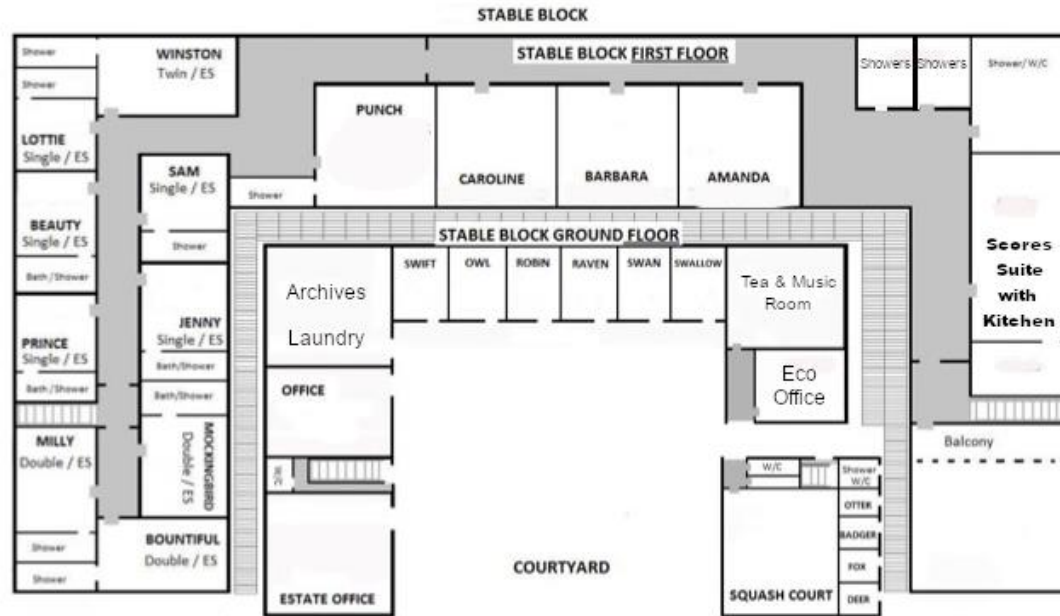 STABLE BLOCK
STABLE BLOCK FIRST FLOOR
Shower
Shower
WINSTON
Twin / ES
LOTTIE
Single / ES
BEAUTY
Single / ES
Bath /Shower
PRINCE
Single / ES
Bath /Shower
MILLY
Double / ES
Shower
Shower
SAM
Single / ES
Shower
JENNY
Single / ES
Bath/Shower
Bath/Shower
MOCKINGBIRD
Double / ES
BOUNTIFUL
Double / ES
Shower
PUNCH
CAROLINE
BARBARA
AMANDA
Showers
Showers
Shower/ W/C
Scores
Suite
with
Kitchen
Balcony
STABLE BLOCK GROUND FLOOR
Archives
Laundry
SWIFT
OWL
ROBIN
RAVEN
SWAN
SWALLOW
Tea & Music
Room
Eco
Office
OFFICE
W/C
ESTATE OFFICE
COURTYARD
W/C
Shower
W/C
OTTER
BADGER
FOX
DEER
SQUASH COURT